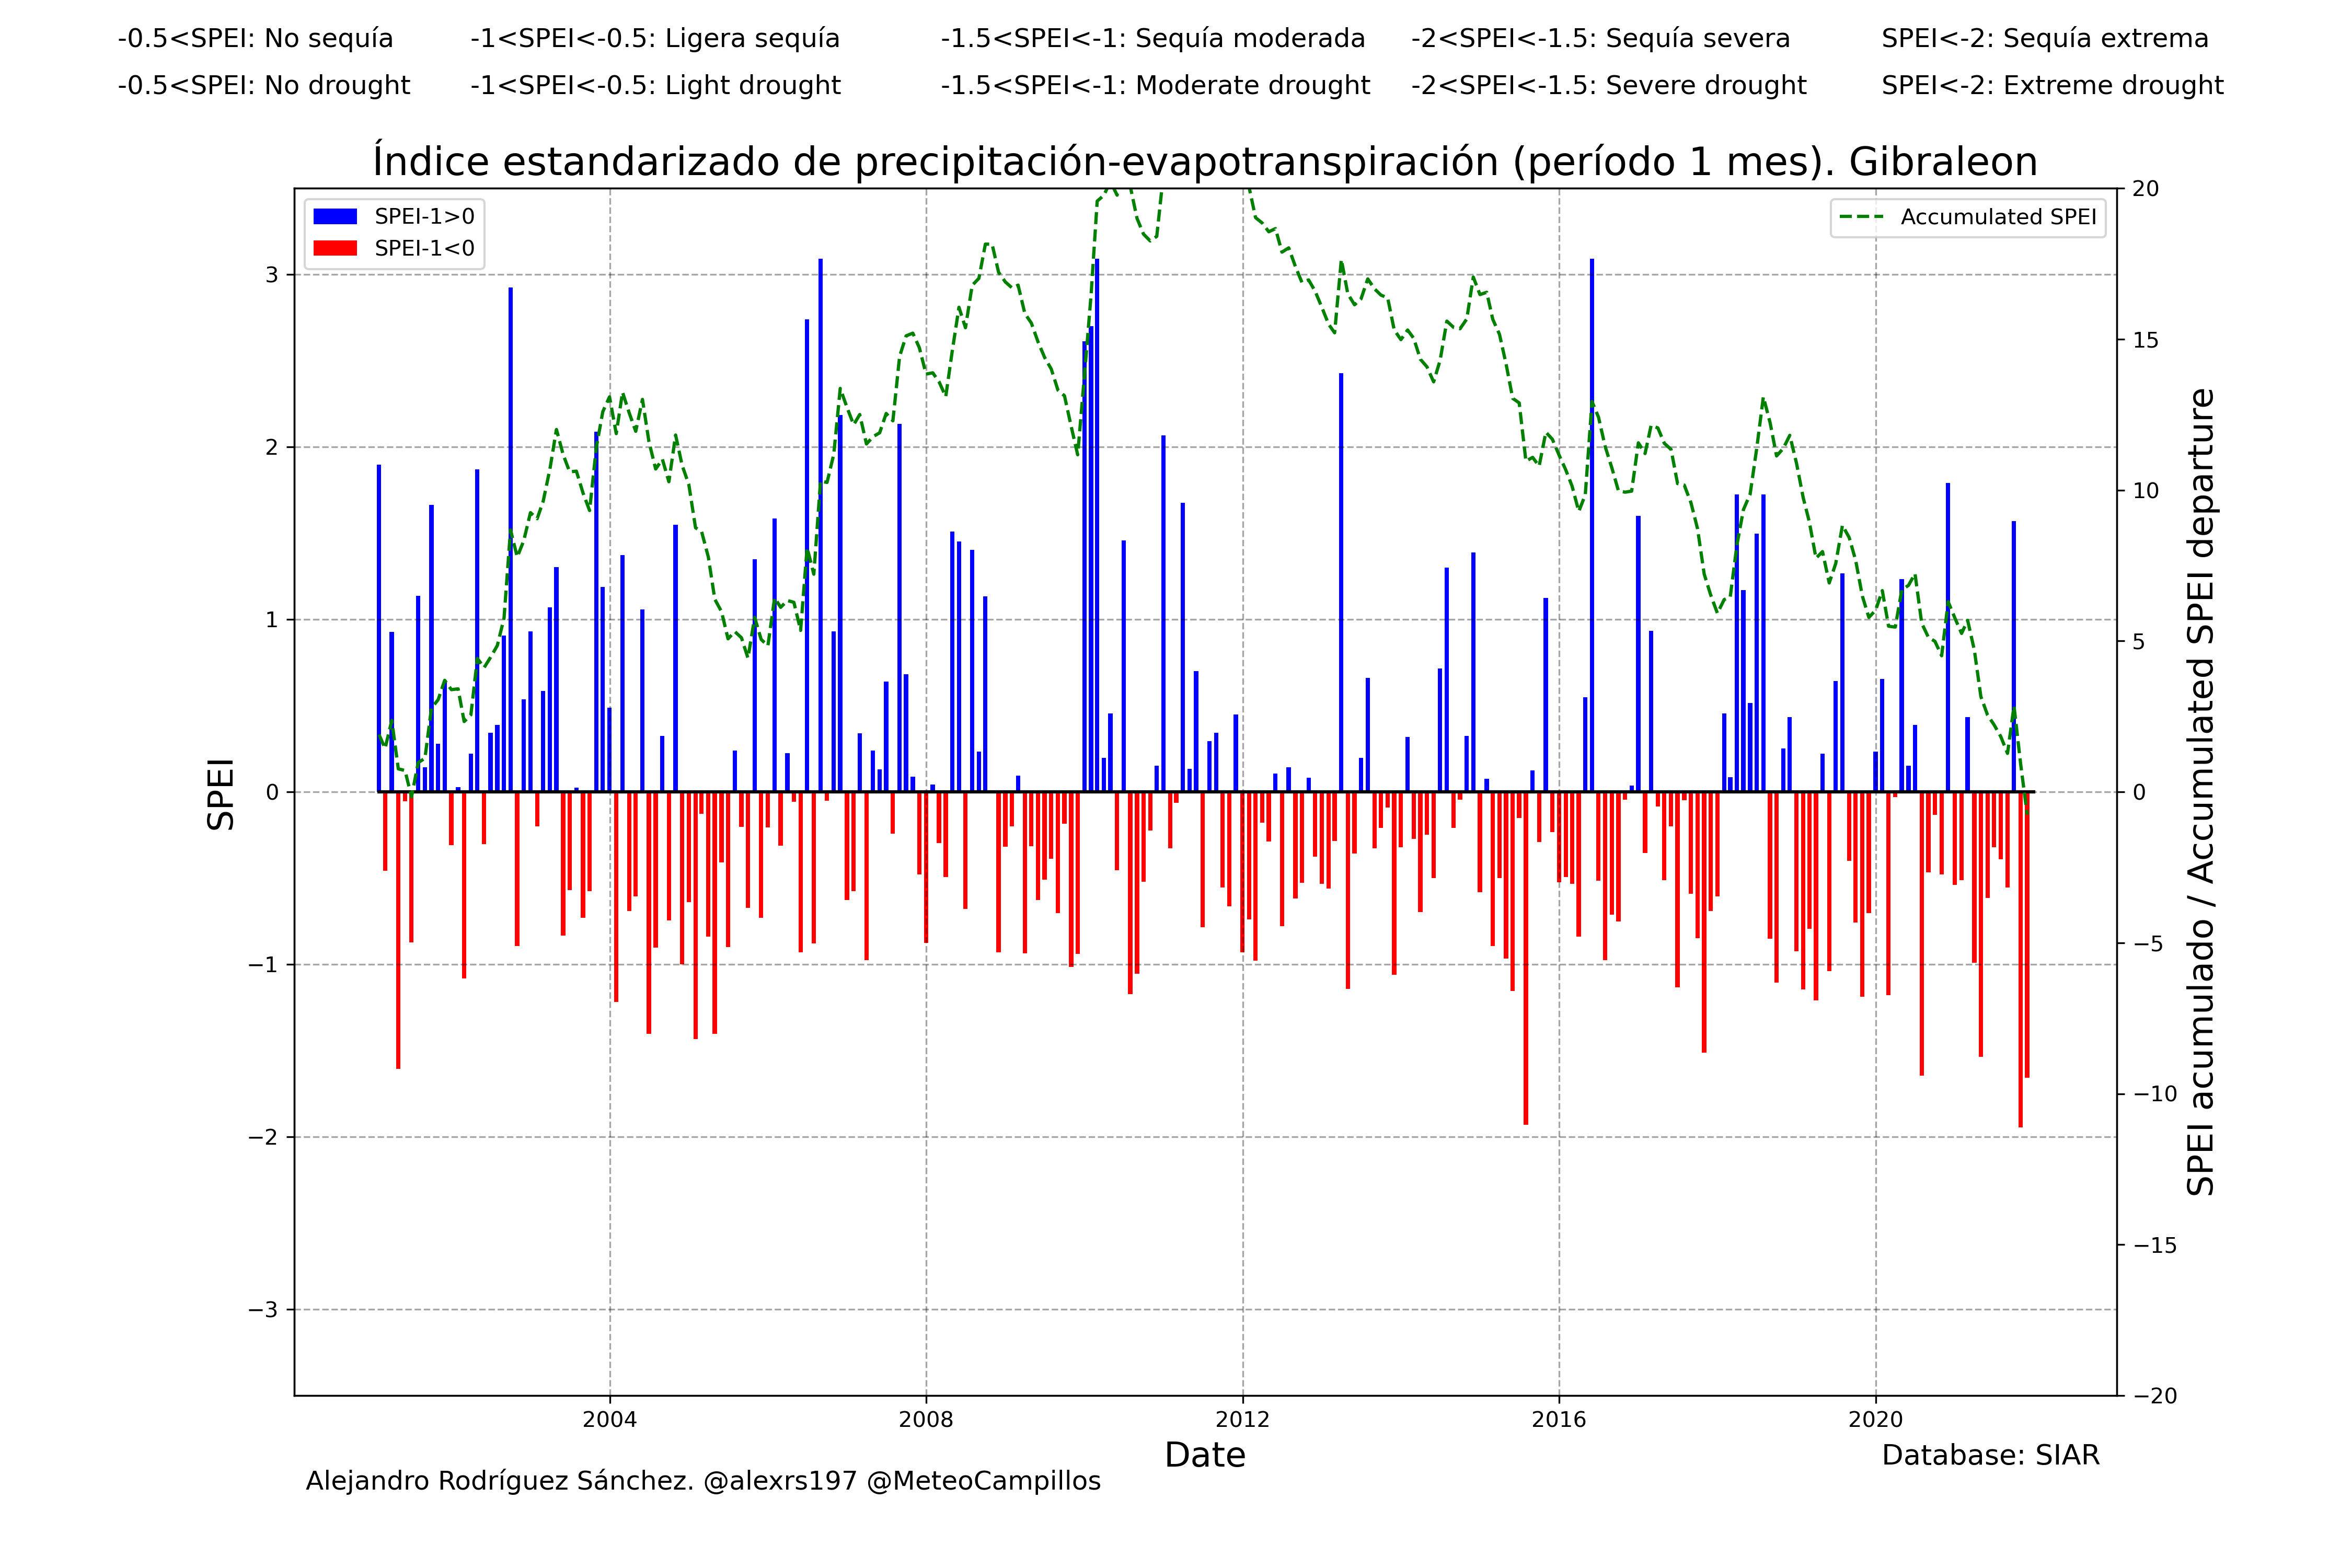 -0.5<SPEI: No sequía -1<SPEI<-0.5: Ligera sequía -1.5<SPEI<-1: Sequía moderada -2<SPEI<-1.5: Sequía severa SPEI<-2: Sequía extrema
-0.5<SPEI: No drought -1<SPEI<-0.5: Light drought -1.5<SPEI<-1: Moderate drought -2<SPEI<-1.5: Severe drought SPEI<-2: Extreme drought
Índice estandarizado de precipitación-evapotranspiración (período 1 mes). Gibraleon
SPEI-1>0
SPEI-1<0
Accumulated SPEI
SPEI
3
2
1
0
−1
−2
−3
20
15
10
5
0
−5
−10
−15
−20
SPEI acumulado / Accumulated SPEI departure
2004 2008 2012 2016 2020
Date
Database: SIAR
Alejandro Rodríguez Sánchez. @alexrs197 @MeteoCampillos